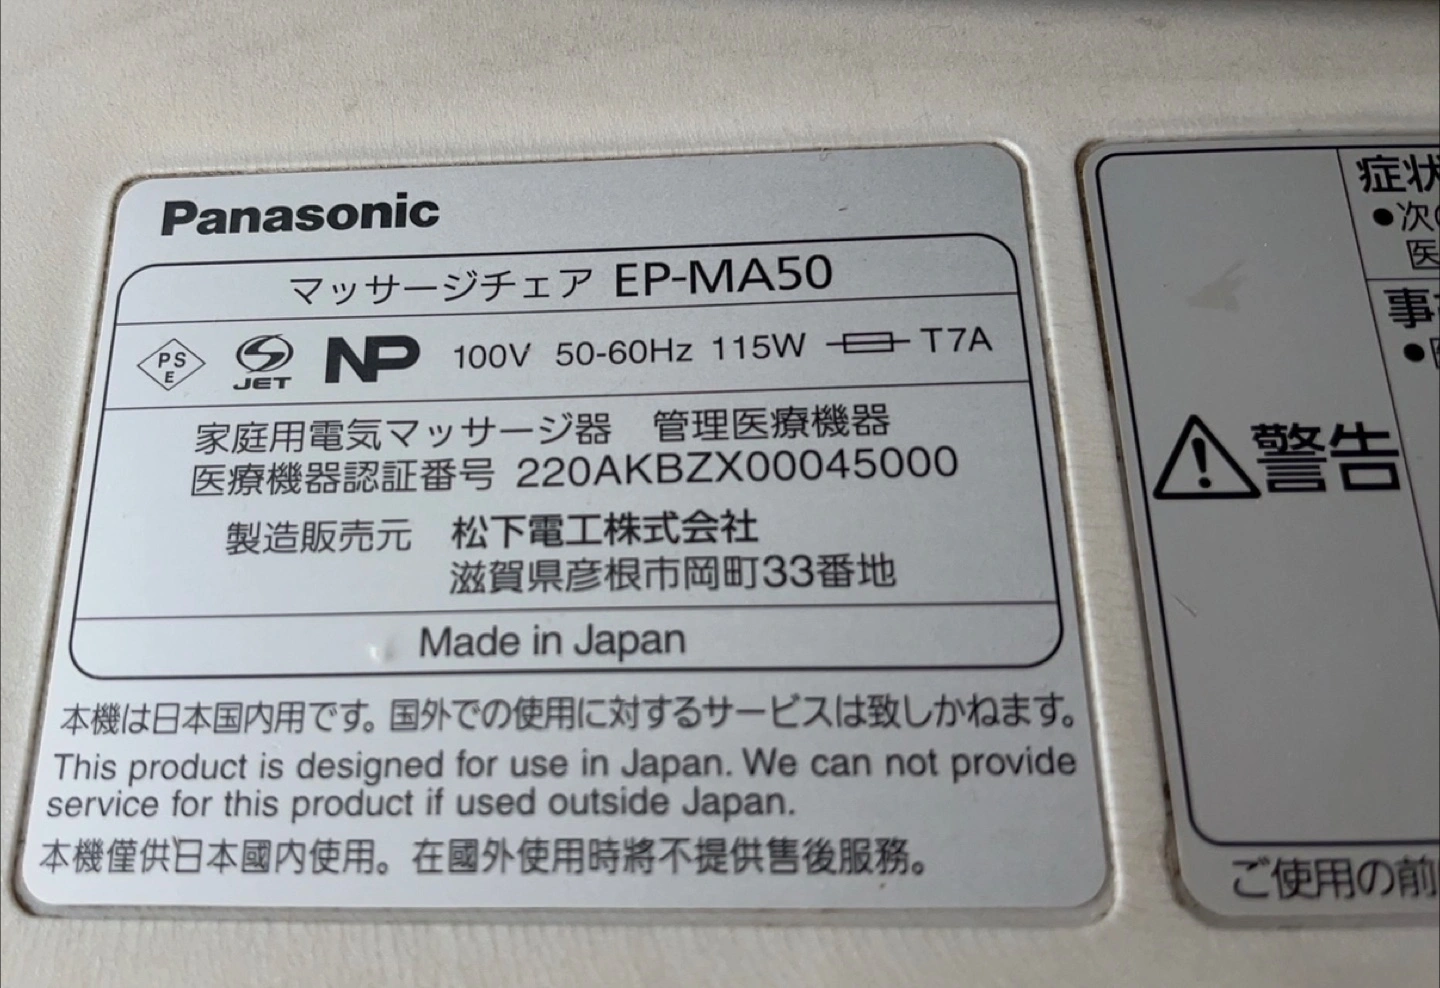 Panasonic
マッサージチェア EP-MA50
PS E JET NP 100V 50-60Hz 115W T7A
家庭用電気マッサージ器 管理医療機器
医療機器認証番号 220AKBZX00045000
製造販売元 松下電工株式会社
滋賀県彦根市岡町33番地
Made in Japan
本機は日本国内用です。国外での使用に対するサービスは致しかねます。
This product is designed for use in Japan. We can not provide
service for this product if used outside Japan.
本機僅供日本國內使用。在國外使用時將不提供售後服務。
症状
●次の
医
事故
警告
ご使用の前